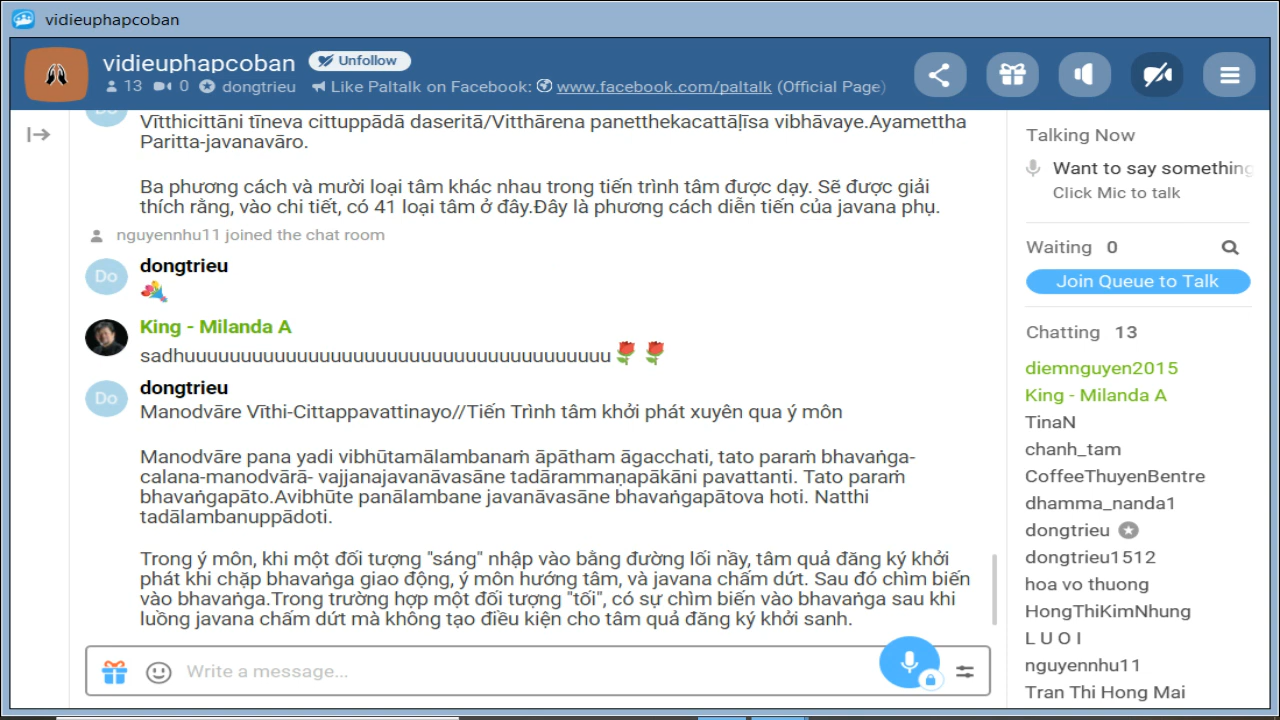 vidieuphapcoban
vidieuphapcoban Unfollow
13 0 dongtrieu Like Paltalk on Facebook: www.facebook.com/paltalk (Official Page)
Do
Vītthicittāni tīneva cittuppādā daseritā/Vitthārena panetthekacattāḷīsa vibhāvaye.Ayamettha
Paritta-javanavāro.
Ba phương cách và mười loại tâm khác nhau trong tiến trình tâm được dạy. Sẽ được giải
thích rằng, vào chi tiết, có 41 loại tâm ở đây.Đây là phương cách diễn tiến của javana phụ.
nguyennhu11 joined the chat room
Do
dongtrieu
King - Milanda A
sadhuuuuuuuuuuuuuuuuuuuuuuuuuuuuuuuuuuuuuu
Do
dongtrieu
Manodvāre Vīthi-Cittappavattinayo//Tiến Trình tâm khởi phát xuyên qua ý môn
Manodvāre pana yadi vibhūtamālambanaṁ āpātham āgacchati, tato paraṁ bhavaṅga-
calana-manodvārā- vajjanajavanāvasāne tadārammaṇapākāni pavattanti. Tato paraṁ
bhavaṅgapāto.Avibhūte panālambane javanāvasāne bhavaṅgapātova hoti. Natthi
tadālambanuppādoti.
Trong ý môn, khi một đối tượng "sáng" nhập vào bằng đường lối nầy, tâm quả đăng ký khởi
phát khi chặp bhavaṅga giao động, ý môn hướng tâm, và javana chấm dứt. Sau đó chìm biến
vào bhavaṅga.Trong trường hợp một đối tượng "tối", có sự chìm biến vào bhavaṅga sau khi
luồng javana chấm dứt mà không tạo điều kiện cho tâm quả đăng ký khởi sanh.
Write a message...
Talking Now
Want to say something
Click Mic to talk
Waiting 0
Join Queue to Talk
Chatting 13
diemnguyen2015
King - Milanda A
TinaN
chanh_tam
CoffeeThuyenBentre
dhamma_nanda1
dongtrieu
dongtrieu1512
hoa vo thuong
HongThiKimNhung
L U O I
nguyennhu11
Tran Thi Hong Mai